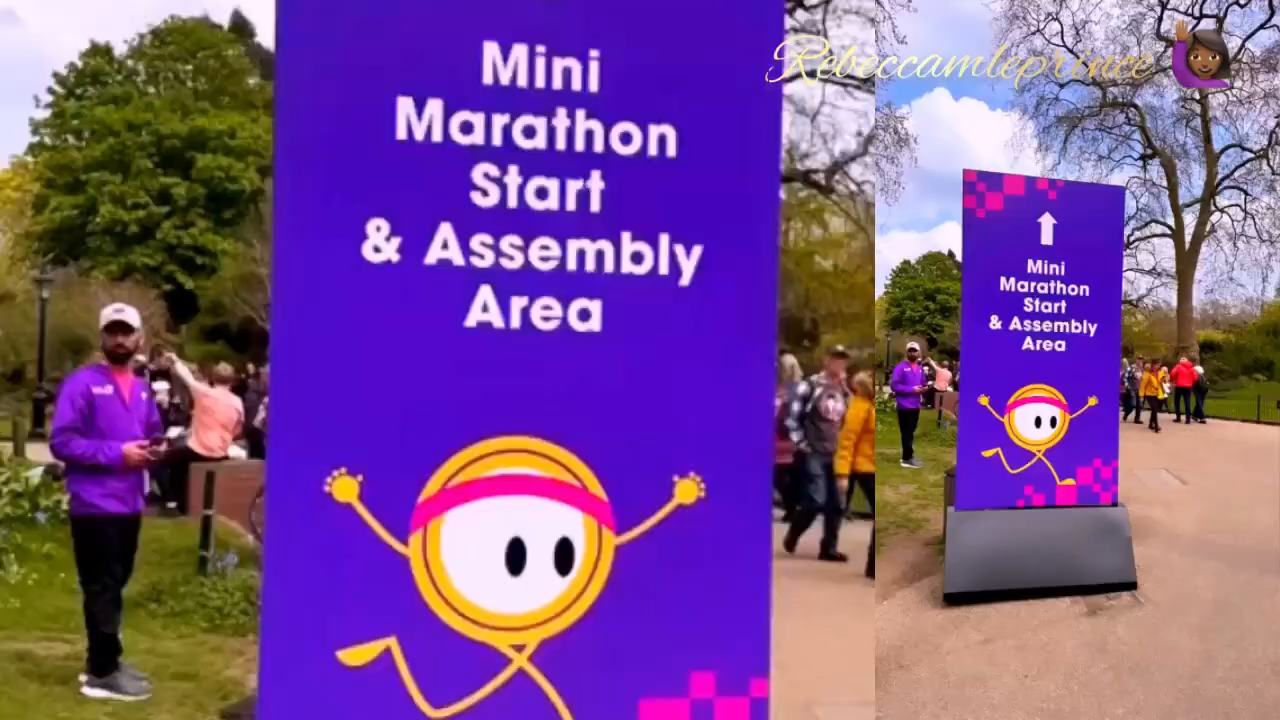 Mini
Marathon
Start
& Assembly
Area
Rebeccamleprince
Mini
Marathon
Start
& Assembly
Area